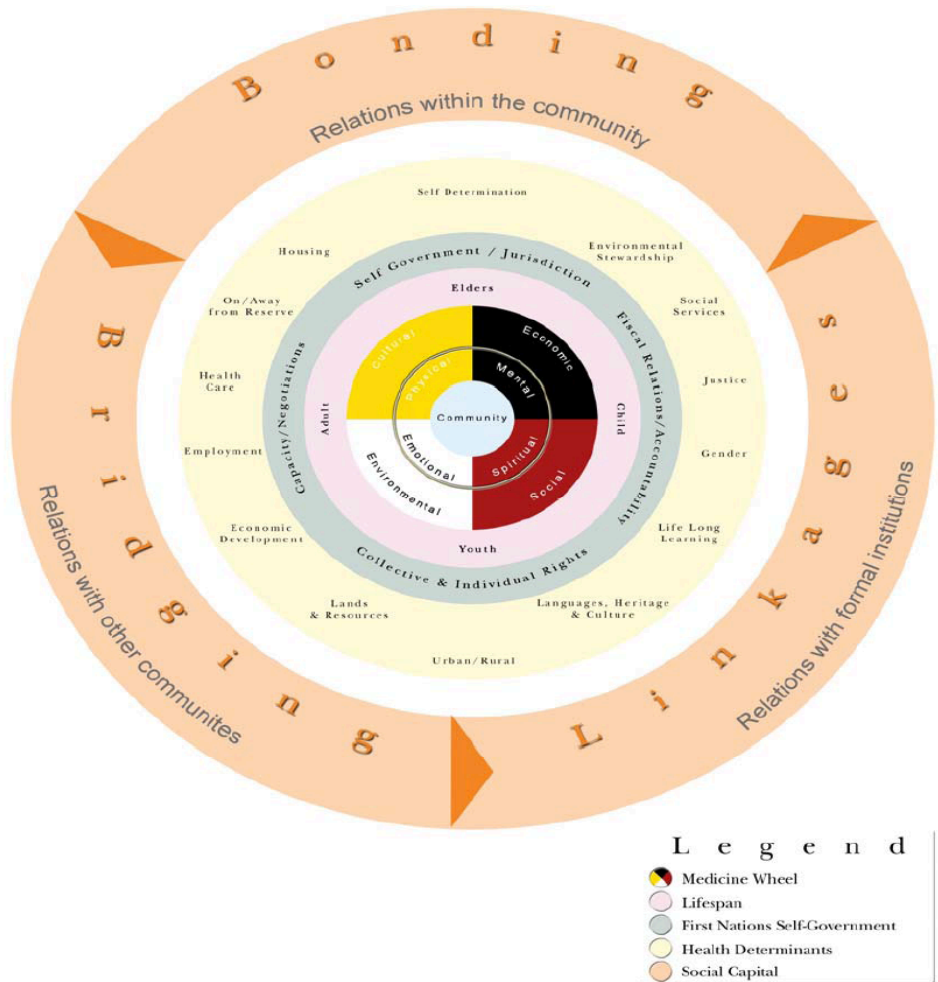 Bonding
Relations within the community
Self Determination
Housing
Environmental
Stewardship
Self Government / Jurisdiction
Elders
On/Away
from Reserve
Social
Services
Cultural
Economic
Physical
Mental
Fiscal Relations/Accountability
Capacity/Negotiations
Health
Care
Justice
Adult
Community
Child
Employment
Gender
Emotional
Spiritual
Environmental
Social
Economic
Development
Life Long
Learning
Youth
Collective & Individual Rights
Lands
& Resources
Languages, Heritage
& Culture
Urban/Rural
Bridging
Relations with other communites
Linkages
Relations with formal institutions
Legend
Medicine Wheel
Lifespan
First Nations Self-Government
Health Determinants
Social Capital